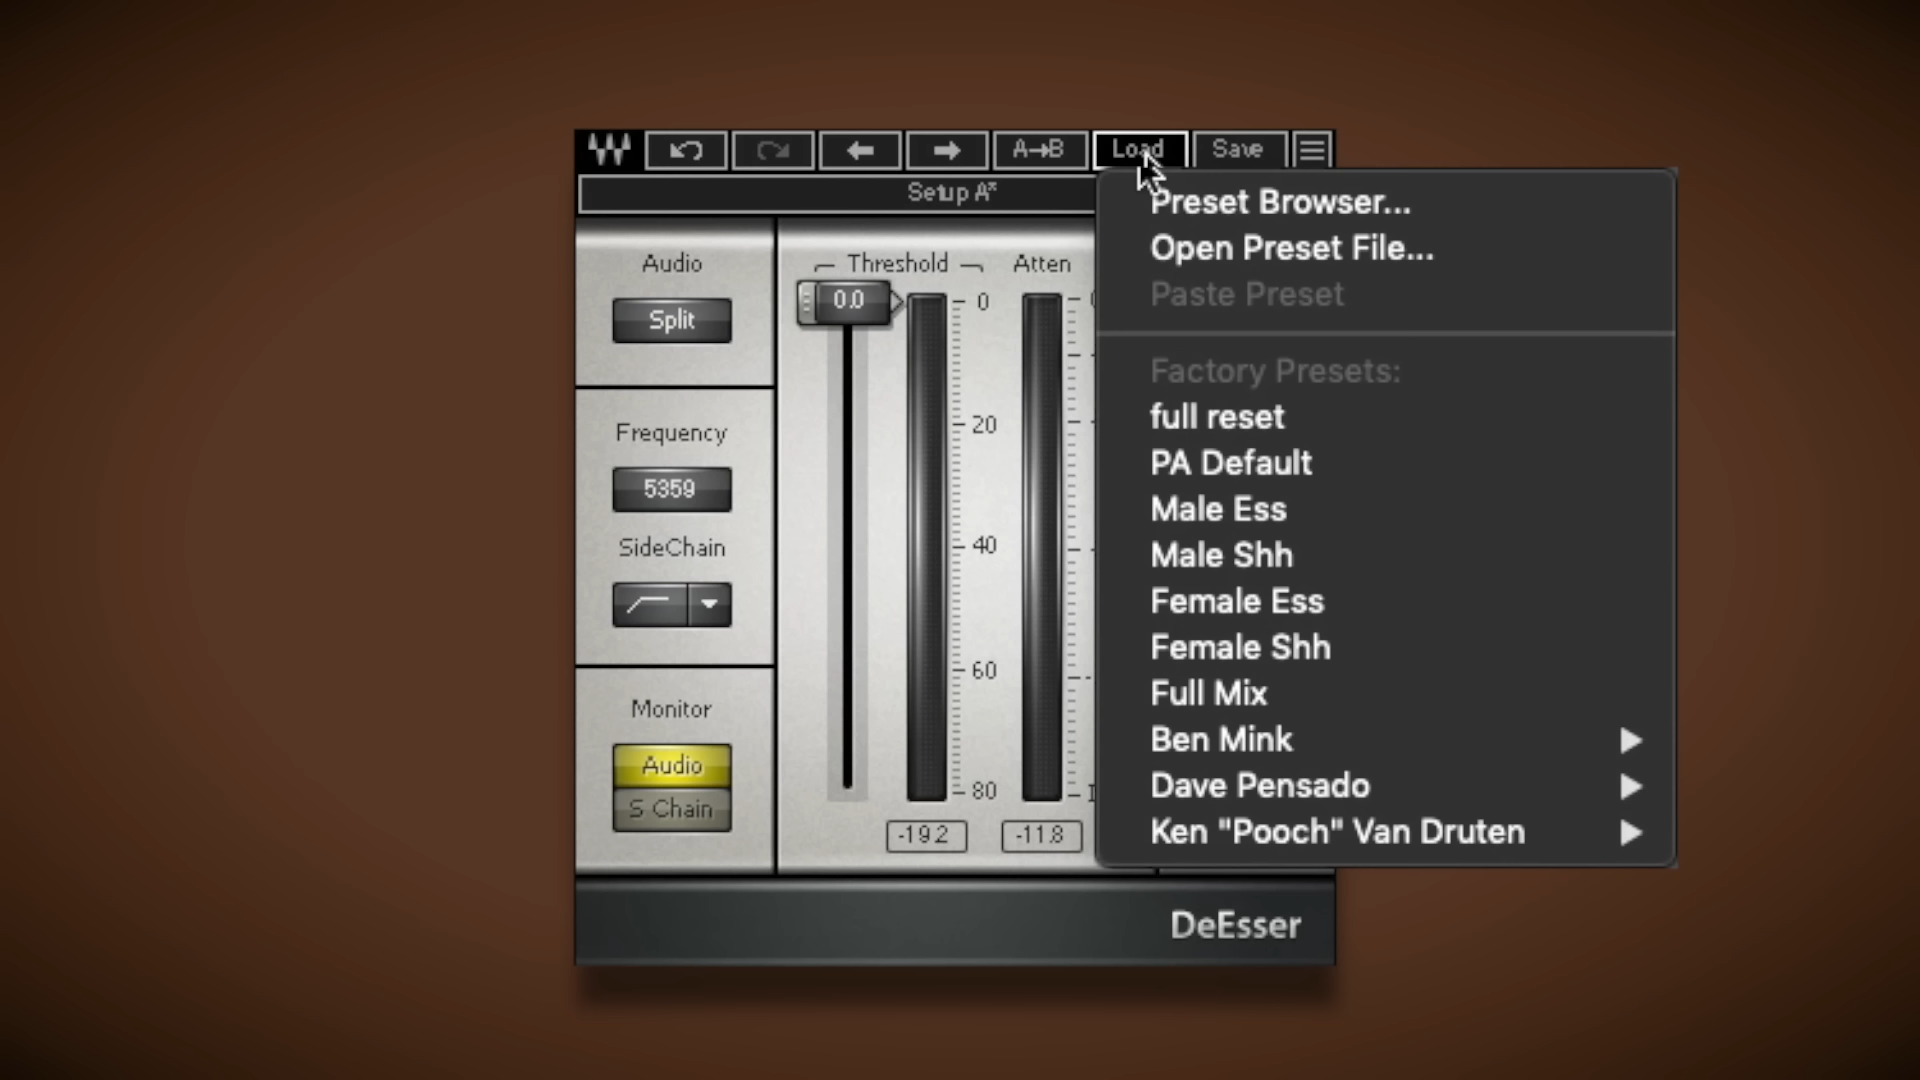 A→B
Load
Save
Setup A*
Audio
Split
Frequency
5359
SideChain
Monitor
Audio
S Chain
Threshold
Atten
0.0
0
20
40
60
80
-19.2
-11.8
Preset Browser...
Open Preset File...
Paste Preset
Factory Presets:
full reset
PA Default
Male Ess
Male Shh
Female Ess
Female Shh
Full Mix
Ben Mink
Dave Pensado
Ken "Pooch" Van Druten
DeEsser